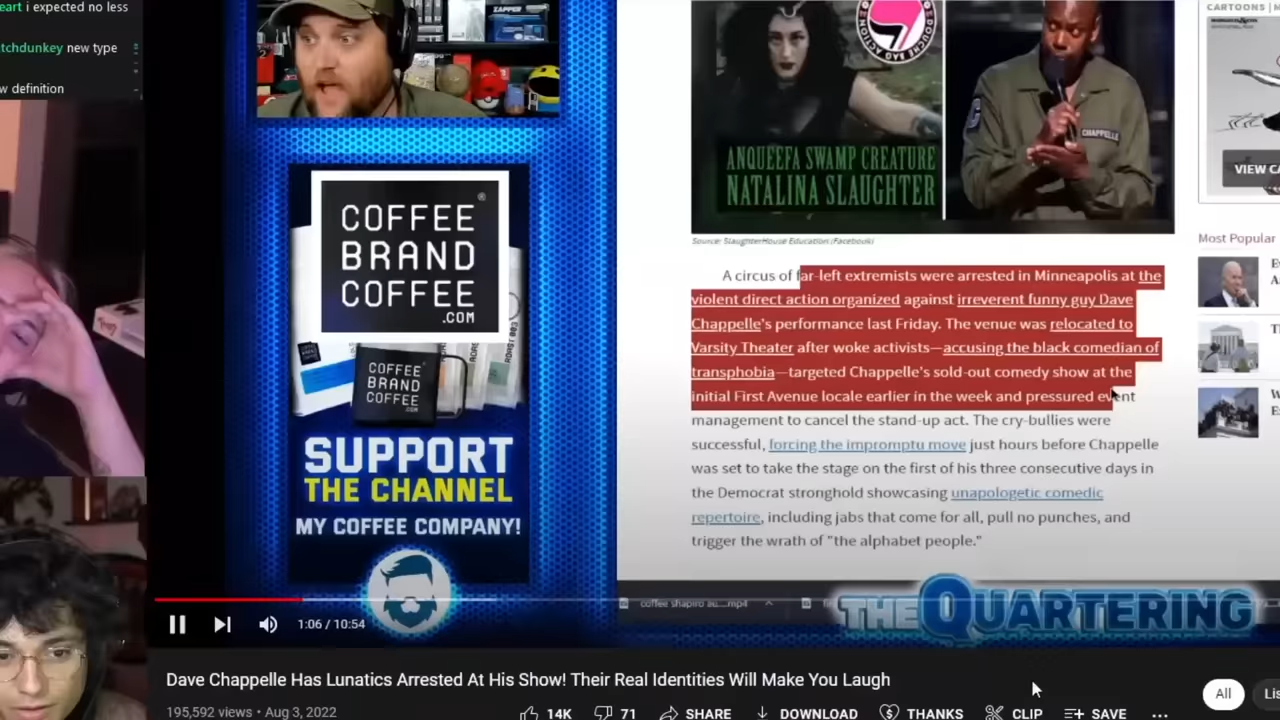 eart i expected no less
tchdunkey new type
w definition
ZAPPER
COFFEE
BRAND
COFFEE
.COM
COFFEE
BRAND
COFFEE
.COM
SUPPORT
THE CHANNEL
MY COFFEE COMPANY!
ANQUEEFA SWAMP CREATURE
NATALINA SLAUGHTER
CHAPPELLE
Source: SlaughterHouse Education (Facebook)
A circus of far-left extremists were arrested in Minneapolis at the
violent direct action organized against irreverent funny guy Dave
Chappelle's performance last Friday. The venue was relocated to
Varsity Theater after woke activists—accusing the black comedian of
transphobia—targeted Chappelle's sold-out comedy show at the
initial First Avenue locale earlier in the week and pressured event
management to cancel the stand-up act. The cry-bullies were
successful, forcing the impromptu move just hours before Chappelle
was set to take the stage on the first of his three consecutive days in
the Democrat stronghold showcasing unapologetic comedic
repertoire, including jabs that come for all, pull no punches, and
trigger the wrath of "the alphabet people."
CARTOONS | M
VIEW CA
Most Popular
E
A
T
W
E
coffee shapiro au....mp4
THE QUARTERING
1:06 / 10:54
Dave Chappelle Has Lunatics Arrested At His Show! Their Real Identities Will Make You Laugh
195,592 views • Aug 3, 2022
14K
71
SHARE
DOWNLOAD
THANKS
CLIP
SAVE
...
All
Lis